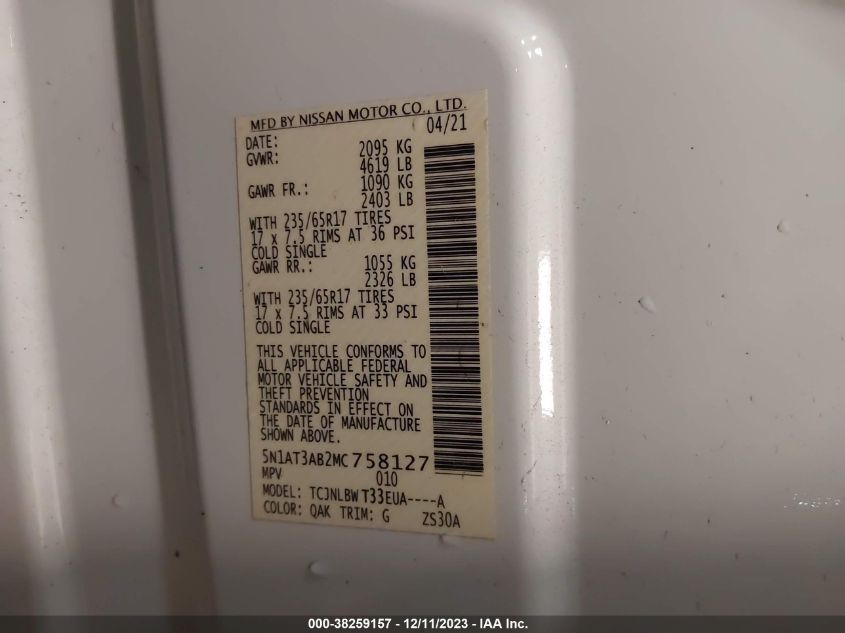 MFD BY NISSAN MOTOR CO., LTD.
DATE: 04/21
GVWR: 2095 KG
4619 LB
GAWR FR.: 1090 KG
2403 LB
WITH 235/65R17 TIRES
17 x 7.5 RIMS AT 36 PSI
COLD SINGLE
GAWR RR.: 1055 KG
2326 LB
WITH 235/65R17 TIRES
17 x 7.5 RIMS AT 33 PSI
COLD SINGLE
THIS VEHICLE CONFORMS TO
ALL APPLICABLE FEDERAL
MOTOR VEHICLE SAFETY AND
THEFT PREVENTION
STANDARDS IN EFFECT ON
THE DATE OF MANUFACTURE
SHOWN ABOVE.
5N1AT3AB2MC758127
MPV 010
MODEL: TCJNLBW T33EUA----A
COLOR: QAK TRIM: G ZS30A
000-38259157 - 12/11/2023 - IAA Inc.